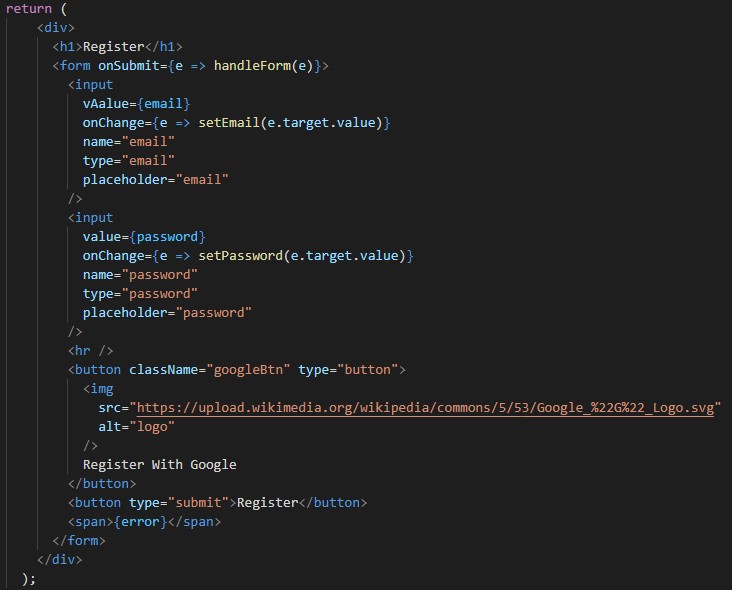 return (
<div>
<h1>Register</h1>
<form onSubmit={e => handleForm(e)}>
<input
vAalue={email}
onChange={e => setEmail(e.target.value)}
name="email"
type="email"
placeholder="email"
/>
<input
value={password}
onChange={e => setPassword(e.target.value)}
name="password"
type="password"
placeholder="password"
/>
<hr />
<button className="googleBtn" type="button">
<img
src="https://upload.wikimedia.org/wikipedia/commons/5/53/Google_%22G%22_Logo.svg"
alt="logo"
/>
Register With Google
</button>
<button type="submit">Register</button>
<span>{error}</span>
</form>
</div>
);